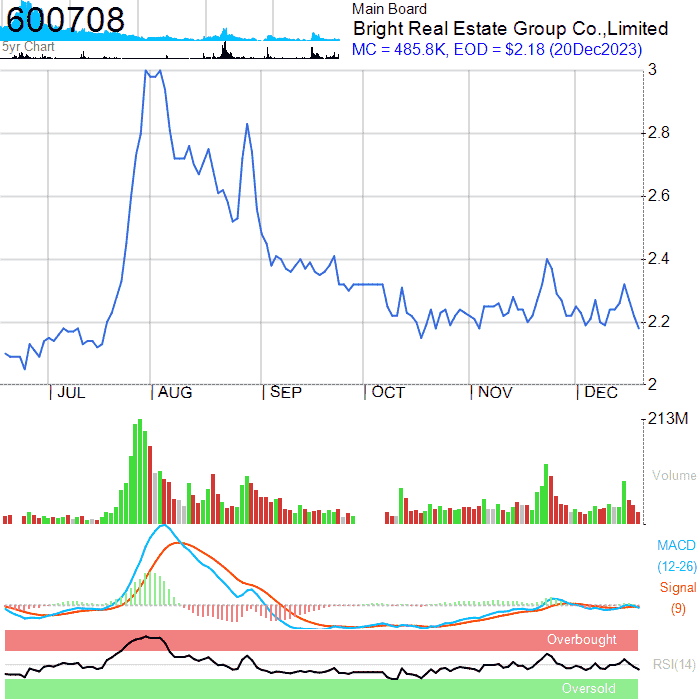 600708
5yr Chart
Main Board
Bright Real Estate Group Co.,Limited
MC = 485.8K, EOD = $2.18 (20Dec2023)
3
2.8
2.6
2.4
2.2
2
JUL AUG SEP OCT NOV DEC
213M
Volume
MACD
(12-26)
Signal
(9)
Overbought
RSI(14)
Oversold